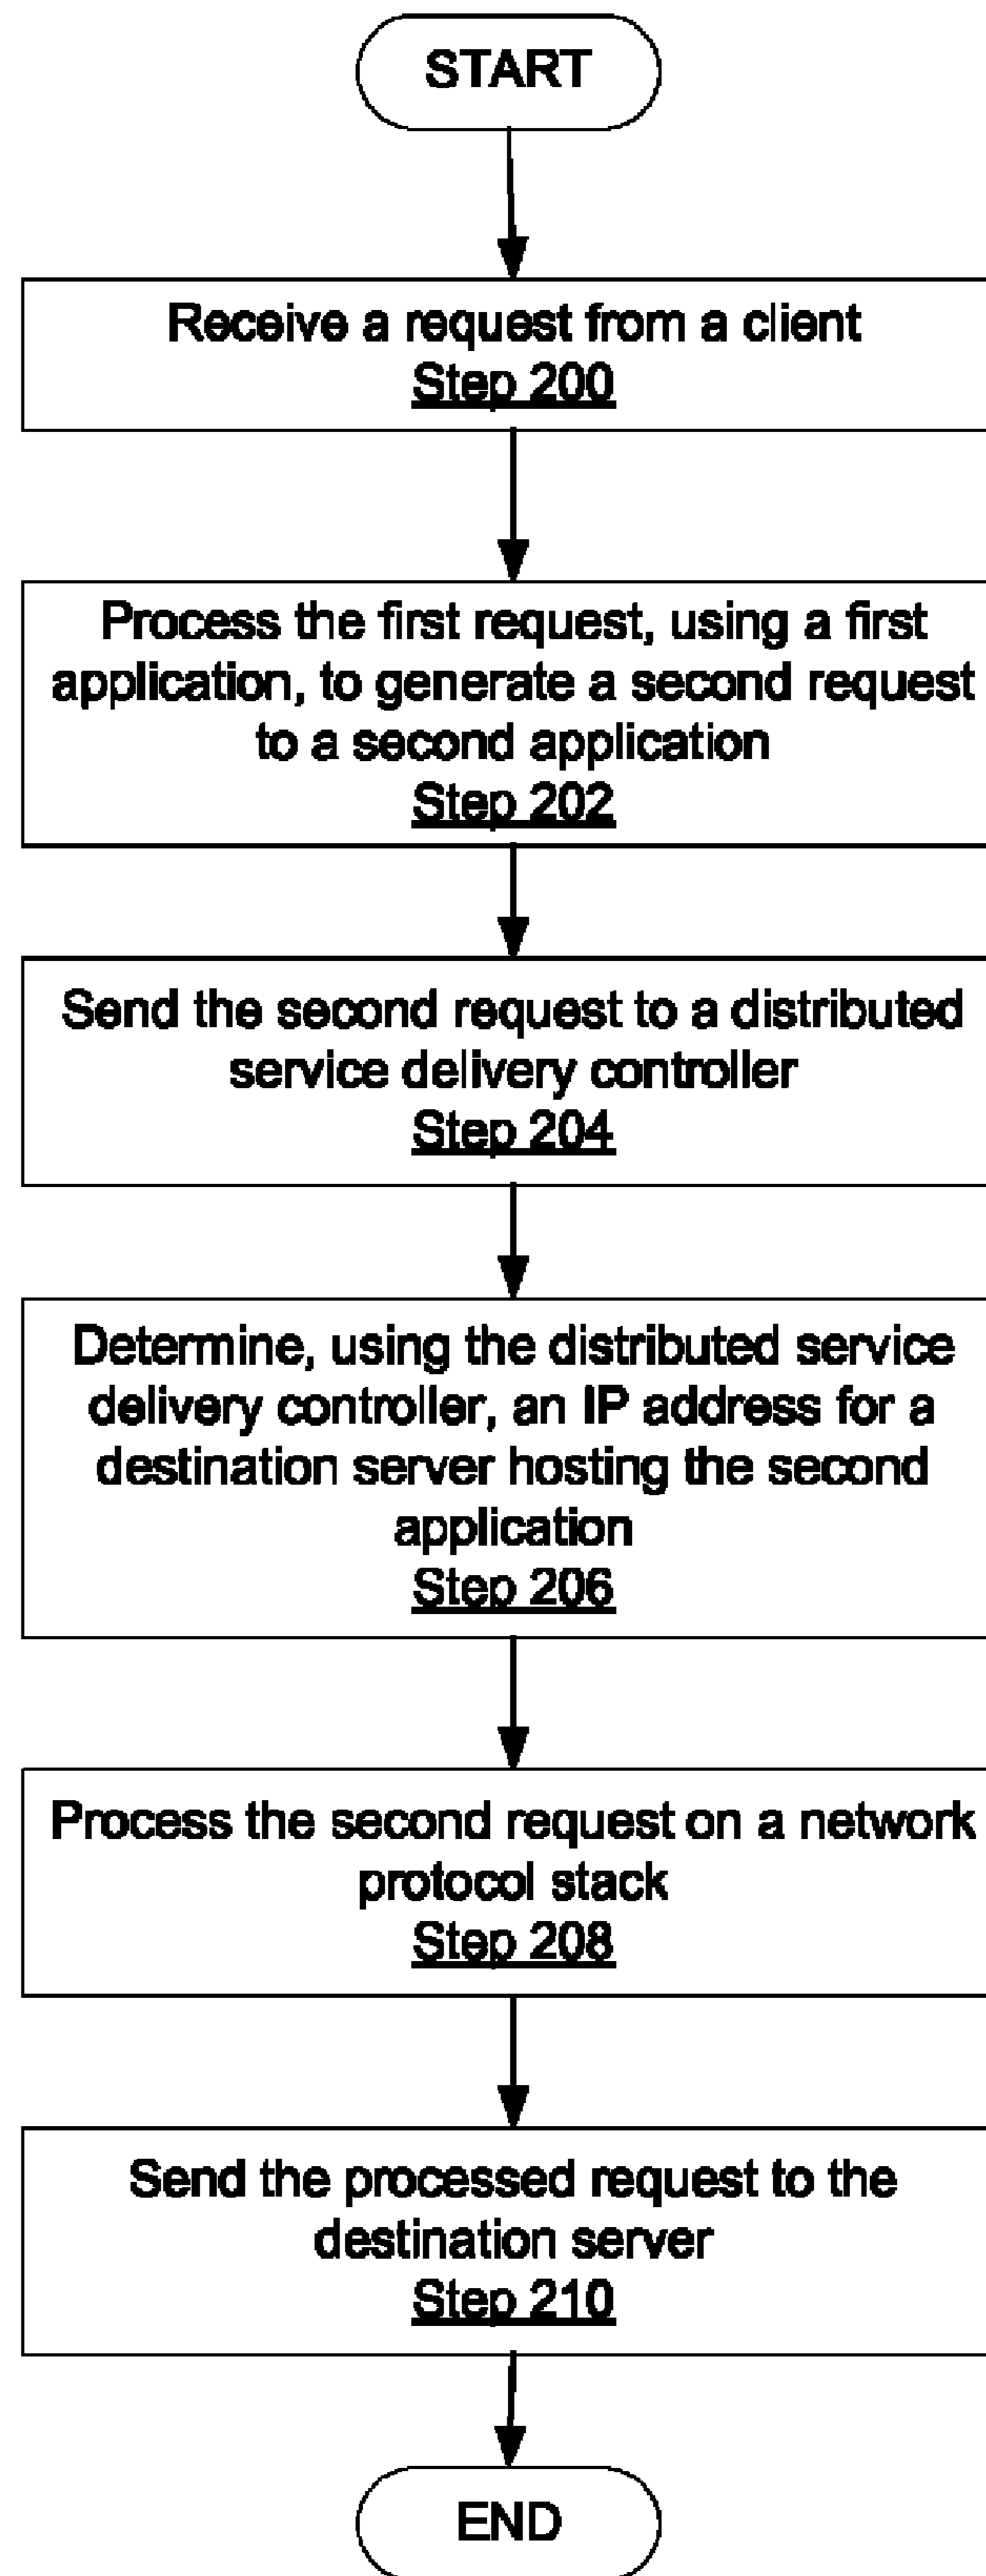 START
Receive a request from a client
Step 200
Process the first request, using a first
application, to generate a second request
to a second application
Step 202
Send the second request to a distributed
service delivery controller
Step 204
Determine, using the distributed service
delivery controller, an IP address for a
destination server hosting the second
application
Step 206
Process the second request on a network
protocol stack
Step 208
Send the processed request to the
destination server
Step 210
END